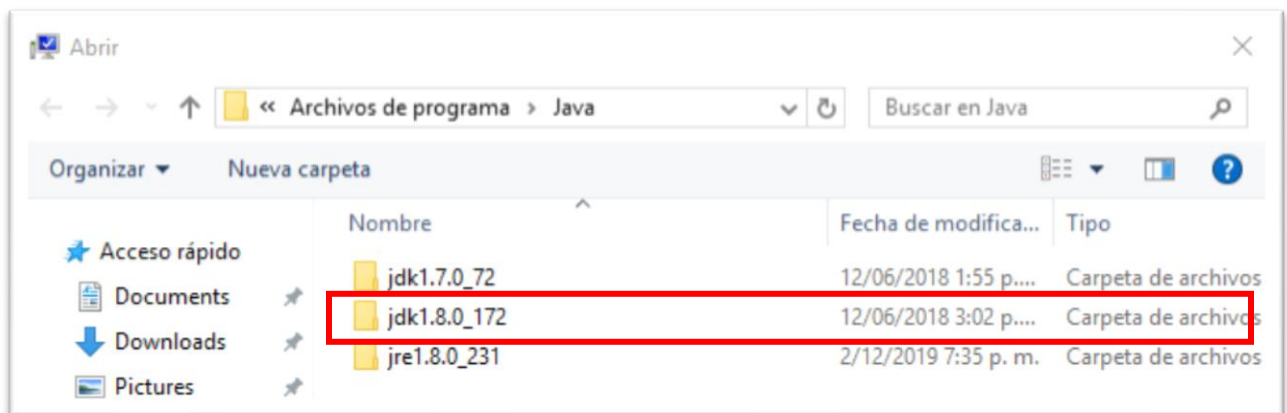 Abrir
« Archivos de programa › Java
Buscar en Java
Organizar
Nueva carpeta
Nombre
Fecha de modifica...
Tipo
Acceso rápido
Documents
Downloads
Pictures
jdk1.7.0_72 12/06/2018 1:55 p.... Carpeta de archivos
jdk1.8.0_172 12/06/2018 3:02 p.... Carpeta de archivos
jre1.8.0_231 2/12/2019 7:35 p. m. Carpeta de archivos